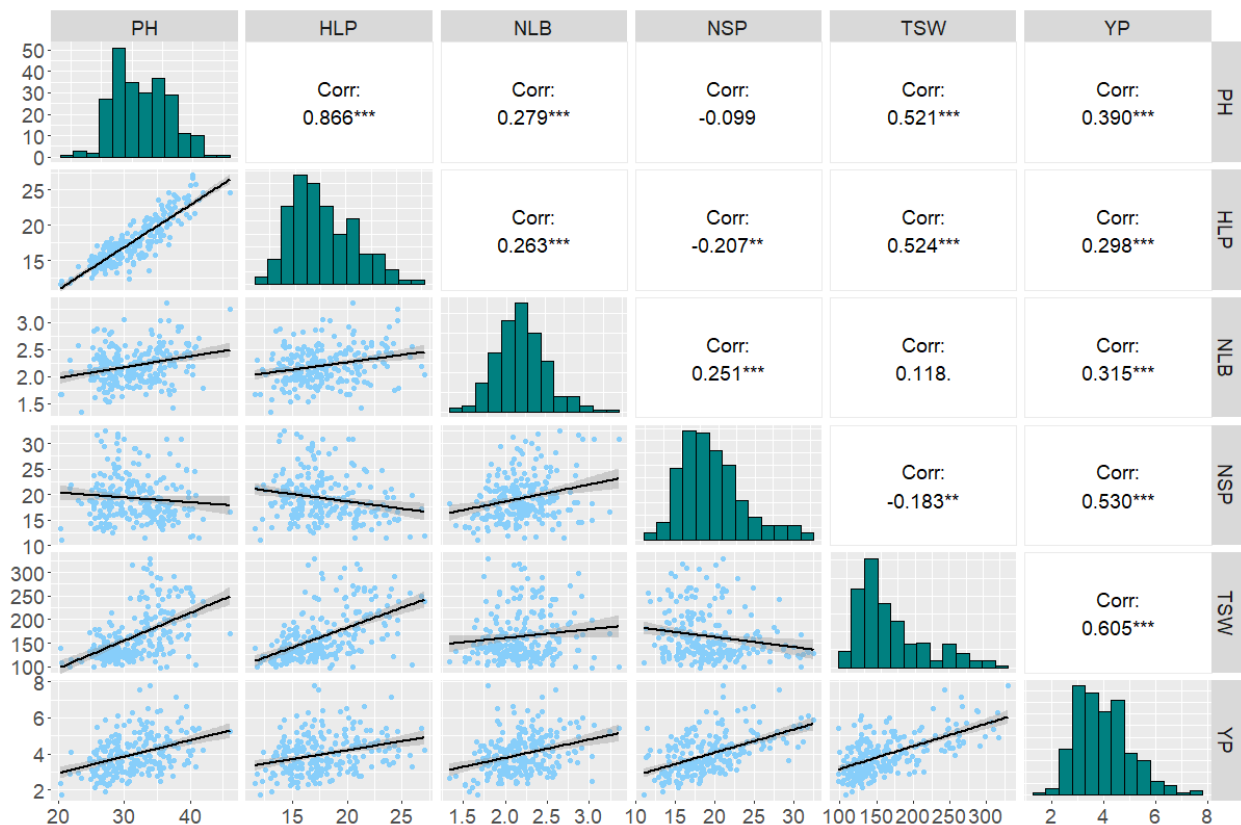 PH HLP NLB NSP TSW YP
50
40
30
20
10
0
Corr: Corr: Corr: Corr: Corr:
0.866*** 0.279*** -0.099 0.521*** 0.390***
PH
25
20
15
Corr: Corr: Corr: Corr:
0.263*** -0.207** 0.524*** 0.298***
HLP
3.0
2.5
2.0
1.5
Corr: Corr: Corr:
0.251*** 0.118. 0.315***
NLB
30
25
20
15
10
Corr: Corr:
-0.183** 0.530***
NSP
300
250
200
150
100
Corr:
0.605***
TSW
8
6
4
2
YP
20 30 40 15 20 25 1.5 2.0 2.5 3.0 10 15 20 25 30 100 150 200 250 300 2 4 6 8